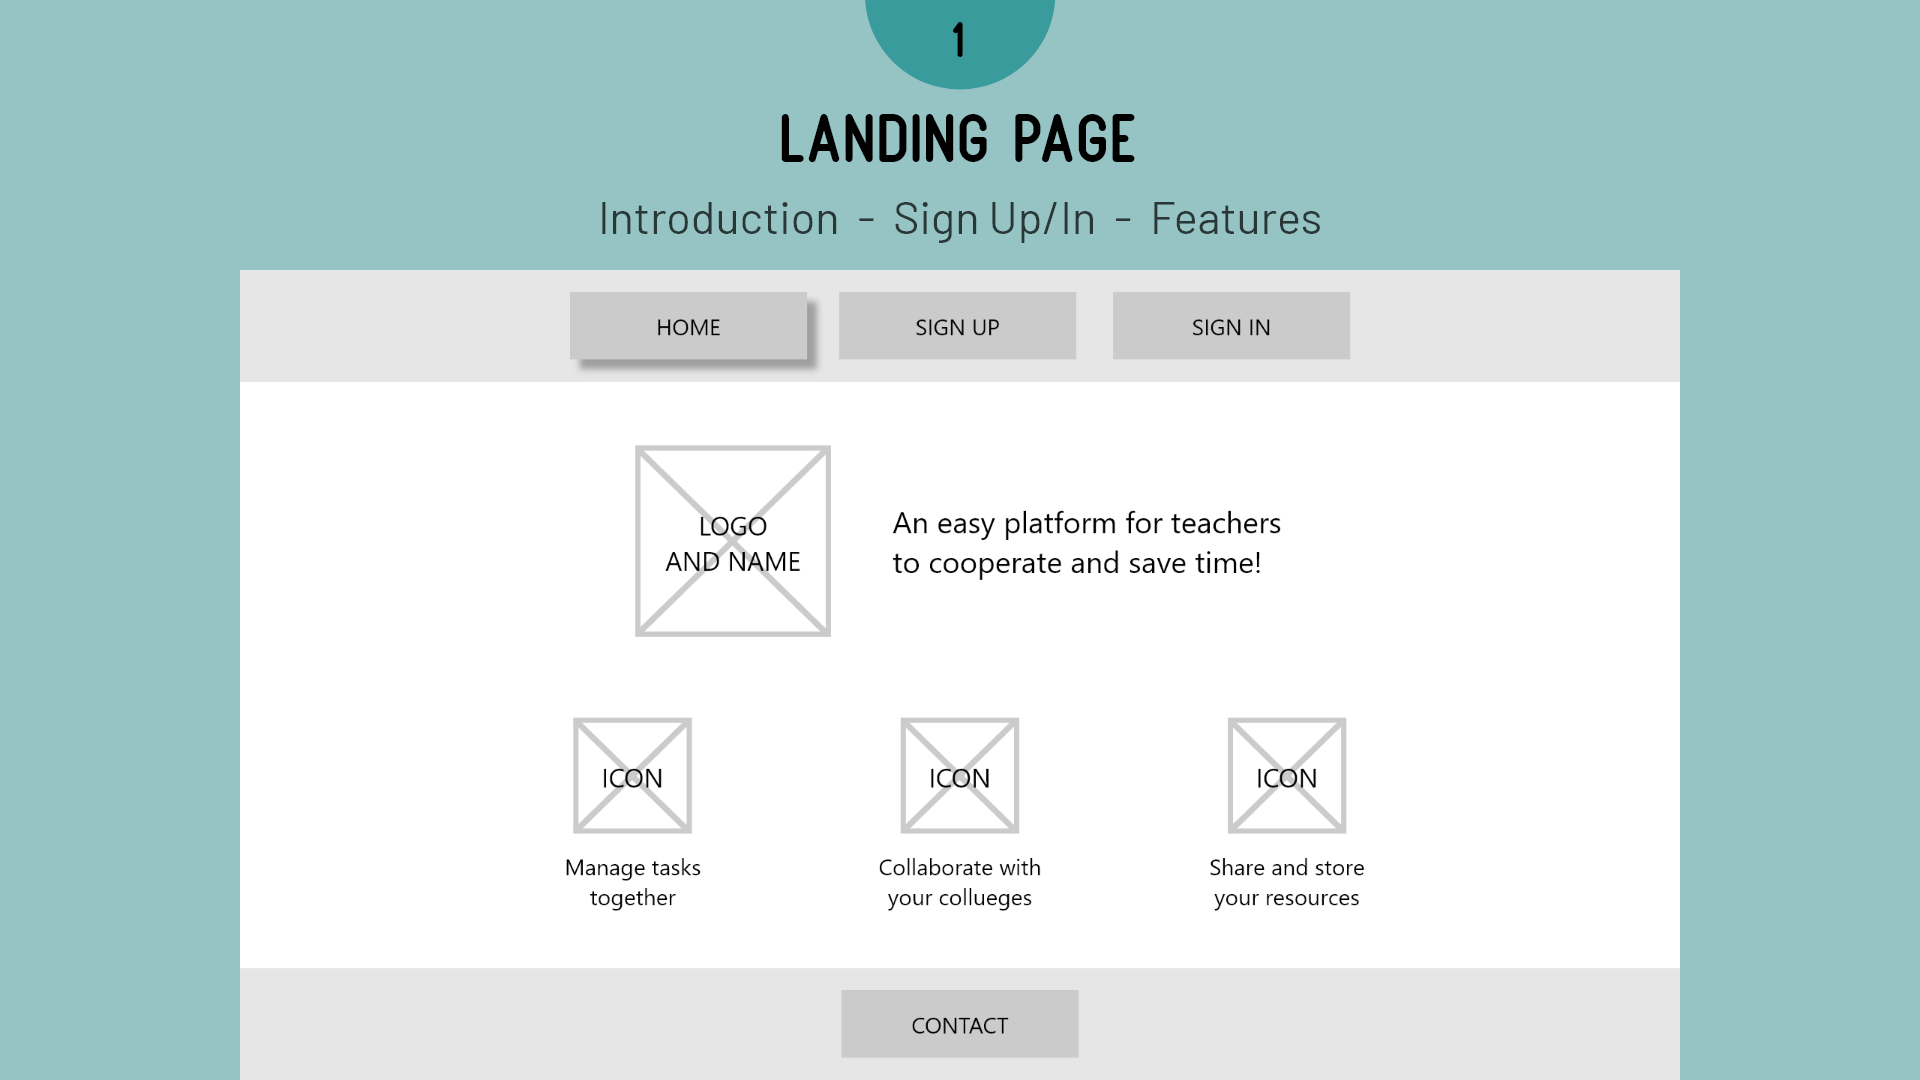 1
LANDING PAGE
Introduction - Sign Up/In - Features
HOME
SIGN UP
SIGN IN
LOGO
AND NAME
An easy platform for teachers
to cooperate and save time!
ICON
ICON
ICON
Manage tasks
together
Collaborate with
your collueges
Share and store
your resources
CONTACT